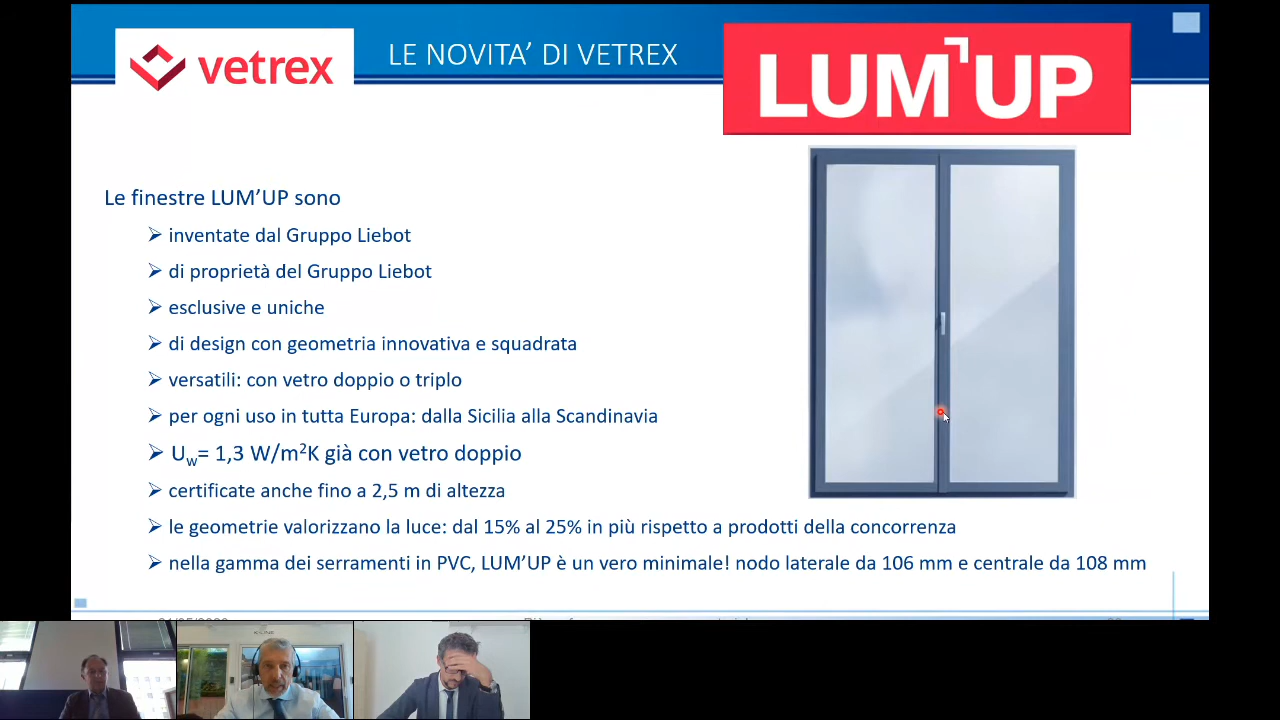 vetrex
LE NOVITA’ DI VETREX
LUM'UP
Le finestre LUM’UP sono
inventate dal Gruppo Liebot
di proprietà del Gruppo Liebot
esclusive e uniche
di design con geometria innovativa e squadrata
versatili: con vetro doppio o triplo
per ogni uso in tutta Europa: dalla Sicilia alla Scandinavia
Uw= 1,3 W/m²K già con vetro doppio
certificate anche fino a 2,5 m di altezza
le geometrie valorizzano la luce: dal 15% al 25% in più rispetto a prodotti della concorrenza
nella gamma dei serramenti in PVC, LUM’UP è un vero minimale! nodo laterale da 106 mm e centrale da 108 mm